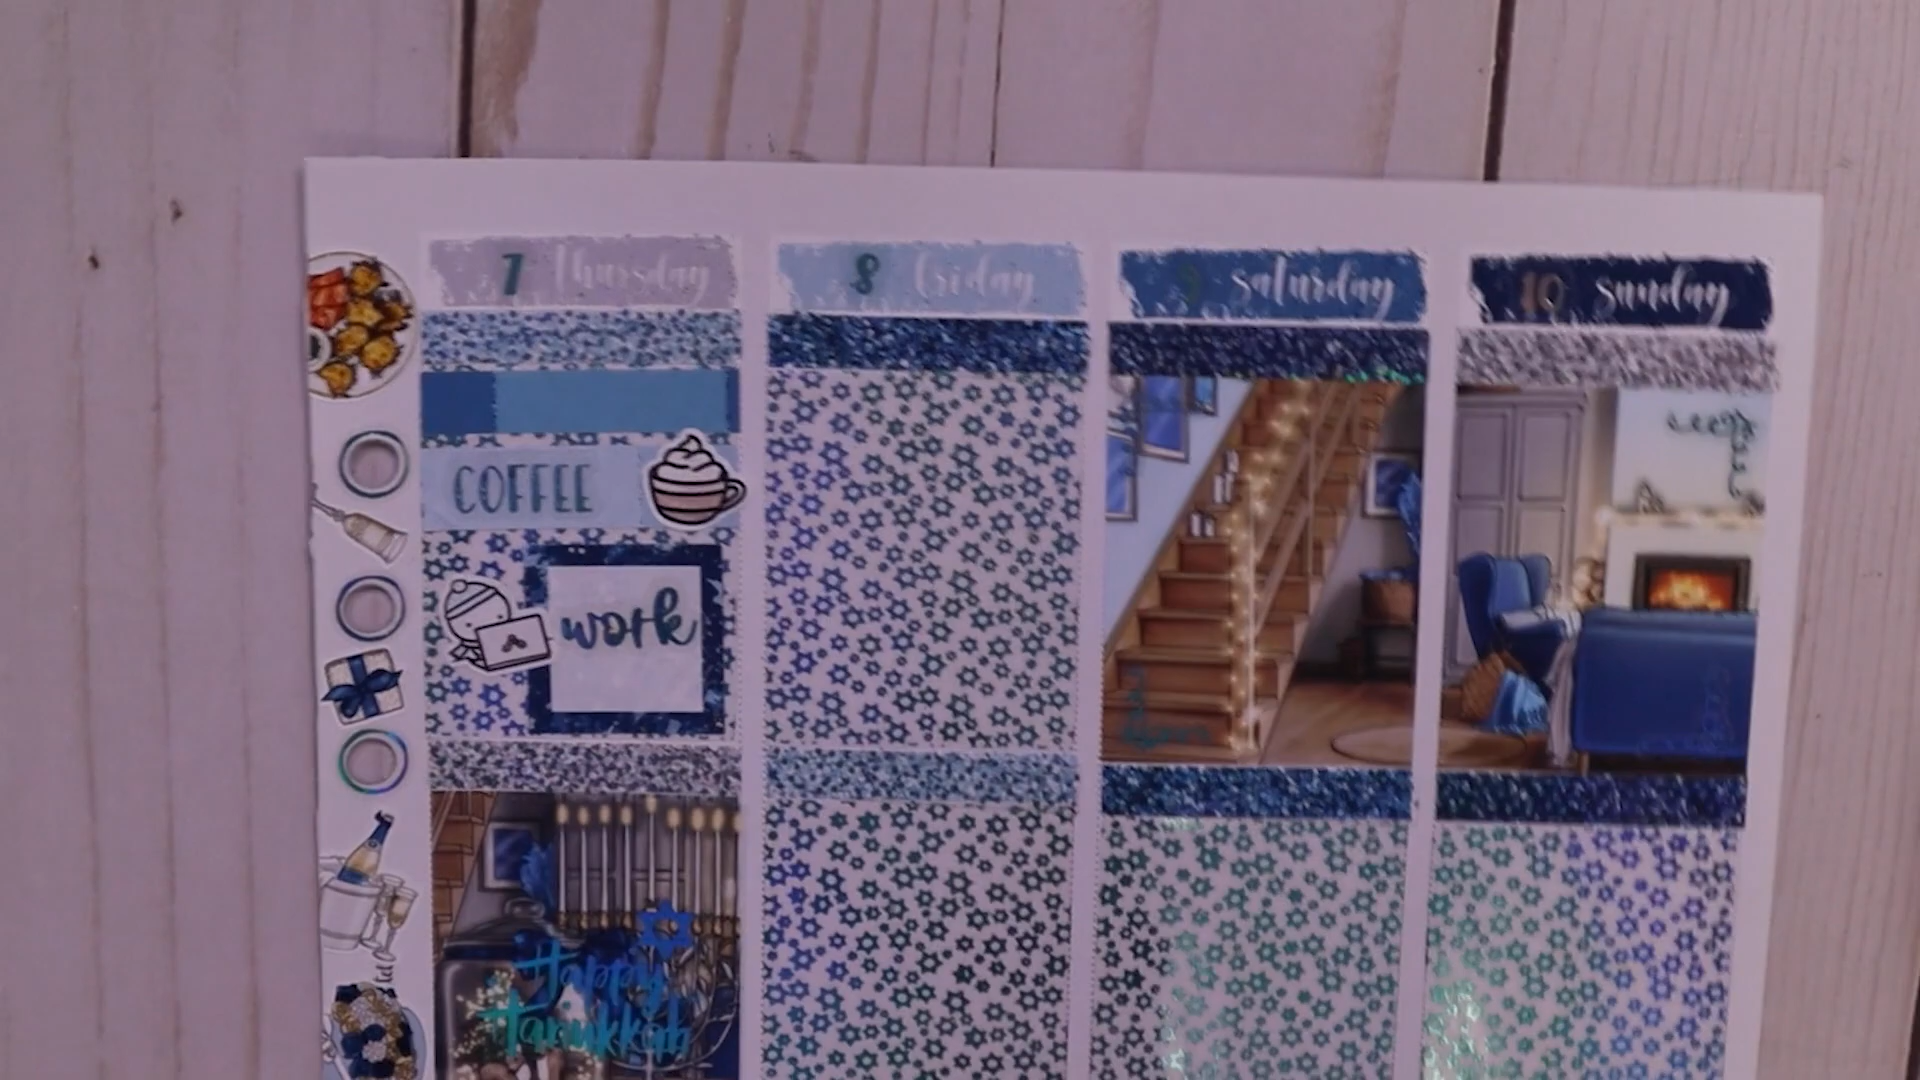 7 thursday
8 friday
9 saturday
10 sunday
COFFEE
work
Happy
Hanukkah